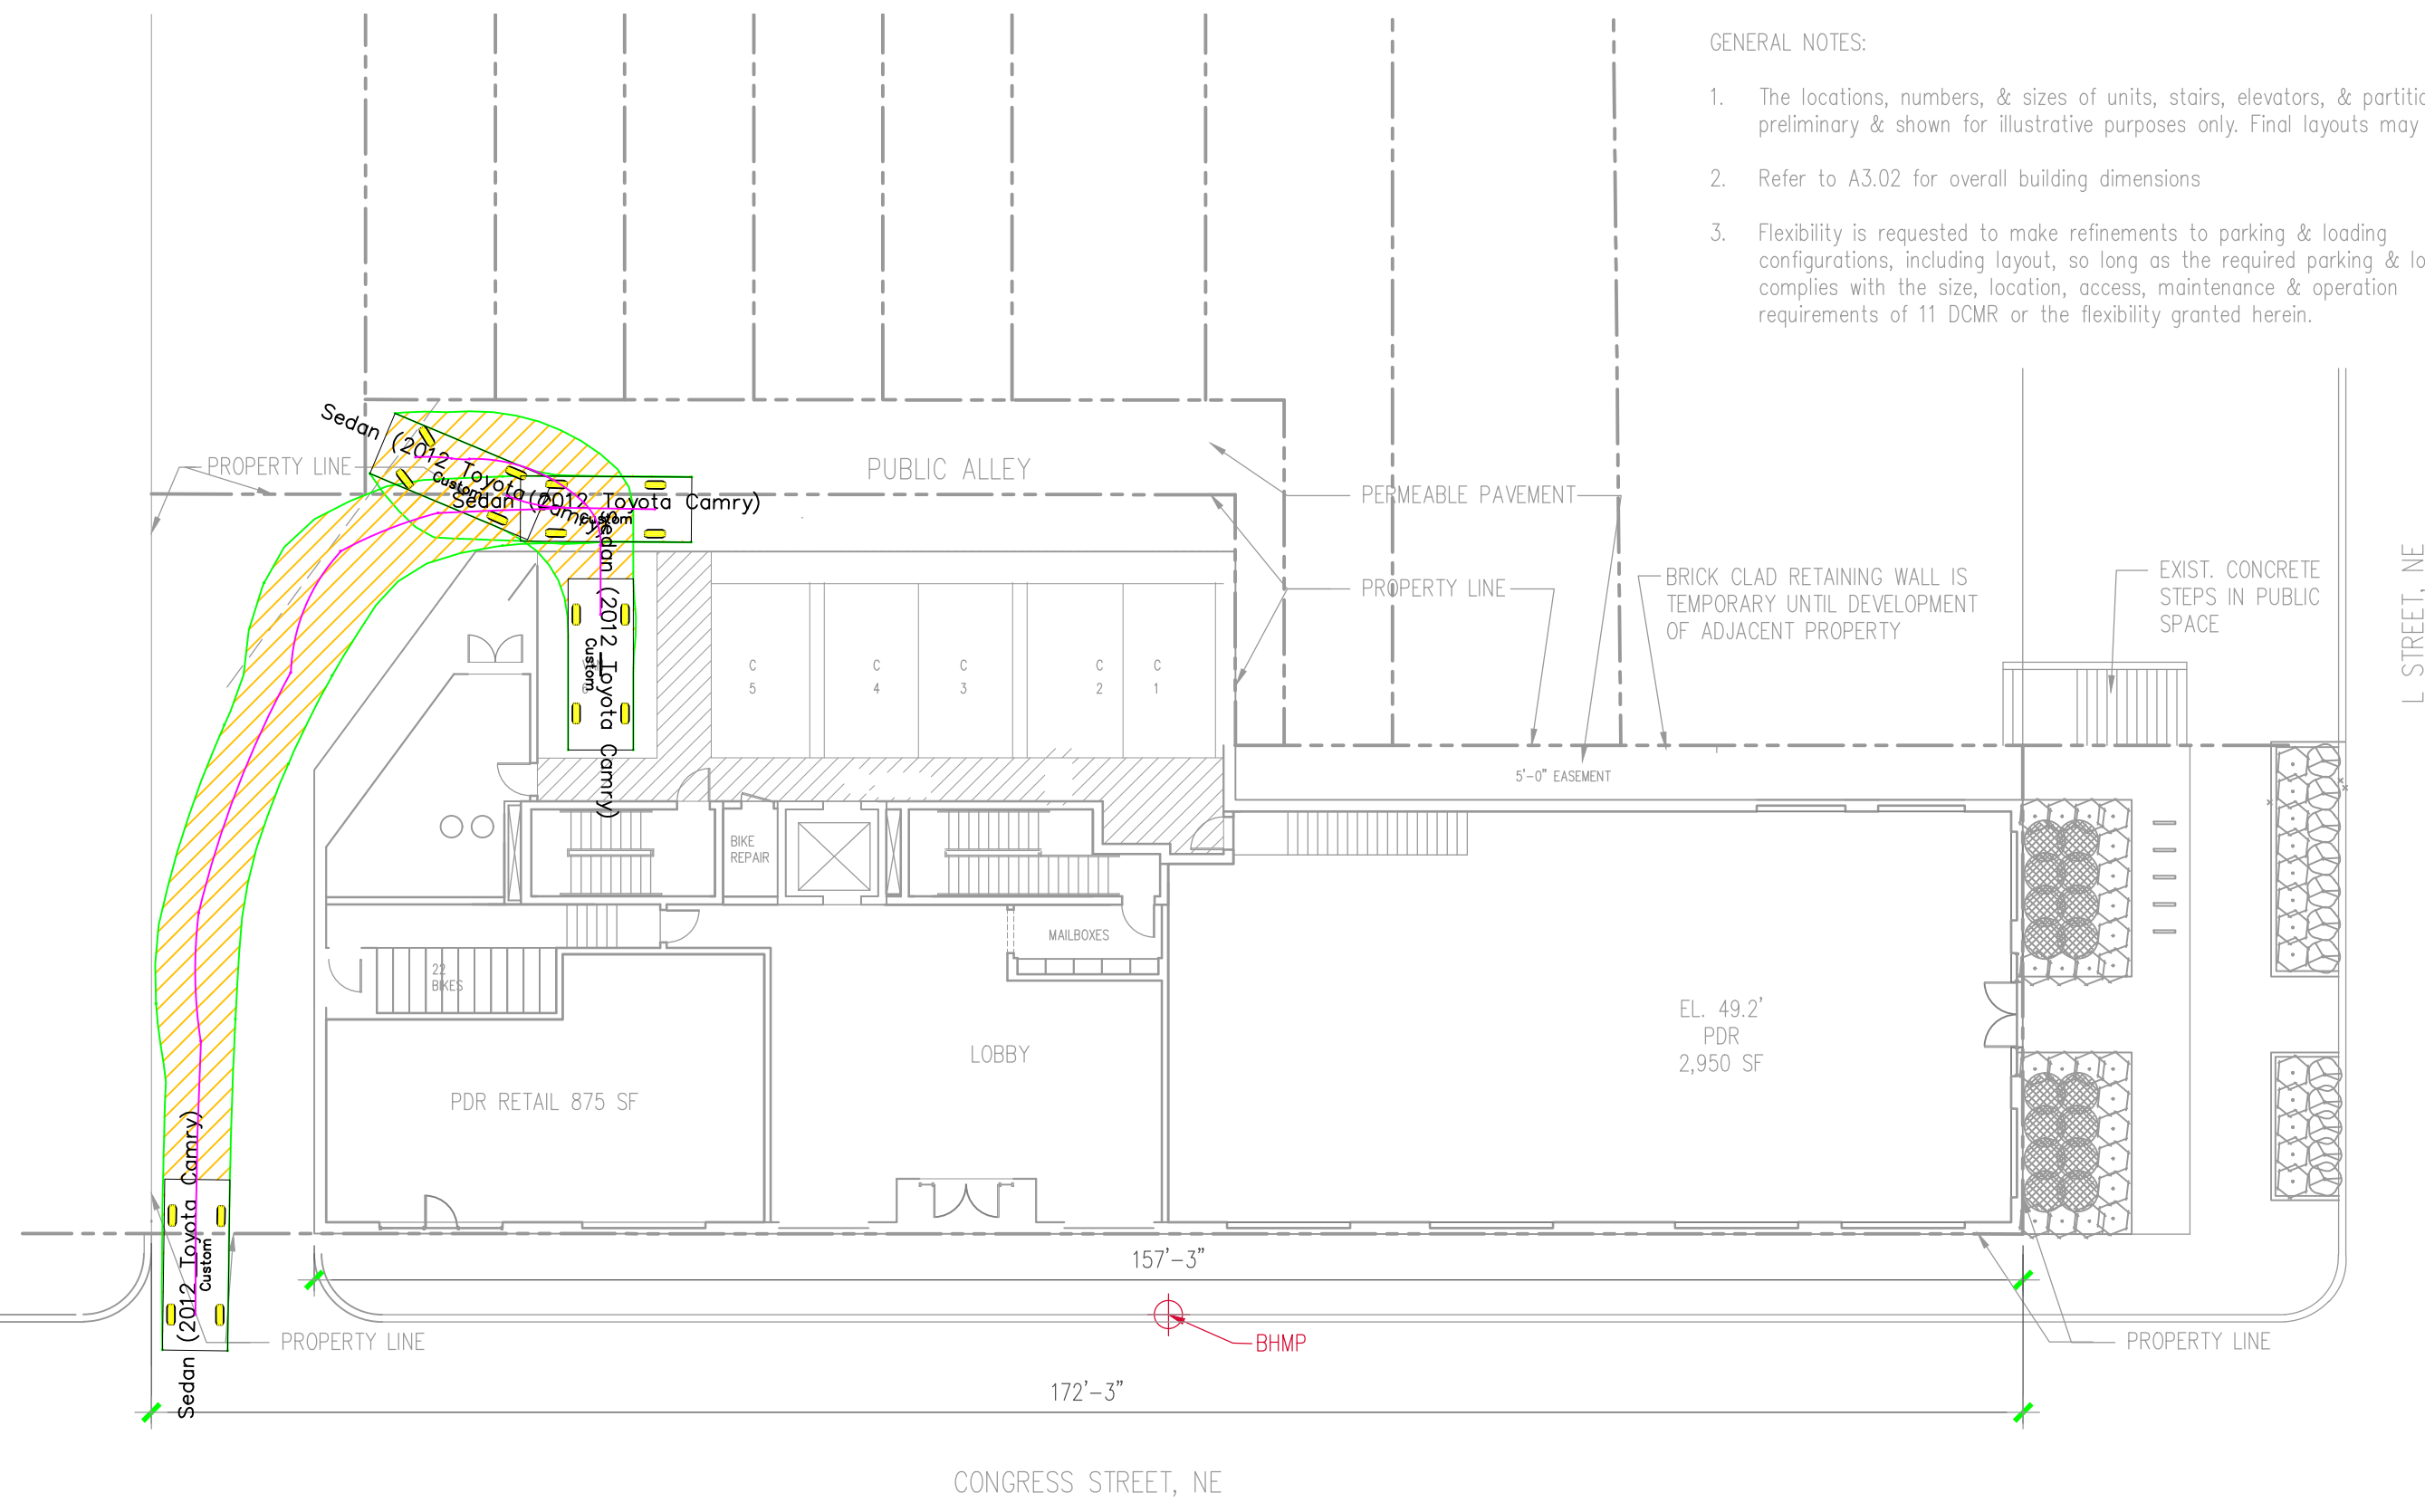 GENERAL NOTES:
1. The locations, numbers, & sizes of units, stairs, elevators, &
preliminary & shown for illustrative purposes only. Final layouts may
2. Refer to A3.02 for overall building dimensions
3. Flexibility is requested to make refinements to parking & loading
configurations, including layout, so long as the required parking &
complies with the size, location, access, maintenance & operation
requirements of 11 DCMR or the flexibility granted herein.
Sedan (2012 Toyota Camry)
Custom
PROPERTY LINE
Sedan (2012 Toyota Camry)
Custom
PUBLIC ALLEY
PERMEABLE PAVEMENT
PROPERTY LINE
BRICK CLAD RETAINING WALL IS
TEMPORARY UNTIL DEVELOPMENT
OF ADJACENT PROPERTY
EXIST. CONCRETE
STEPS IN PUBLIC
SPACE
L STREET, NE
Sedan (2012 Toyota Camry)
Custom
C
5
C
4
C
3
C
2
C
1
5'-0" EASEMENT
BIKE
REPAIR
MAILBOXES
22
BIKES
EL. 49.2'
PDR
2,950 SF
LOBBY
PDR RETAIL 875 SF
Sedan (2012 Toyota Camry)
Custom
157'-3"
PROPERTY LINE
BHMP
PROPERTY LINE
172'-3"
CONGRESS STREET, NE